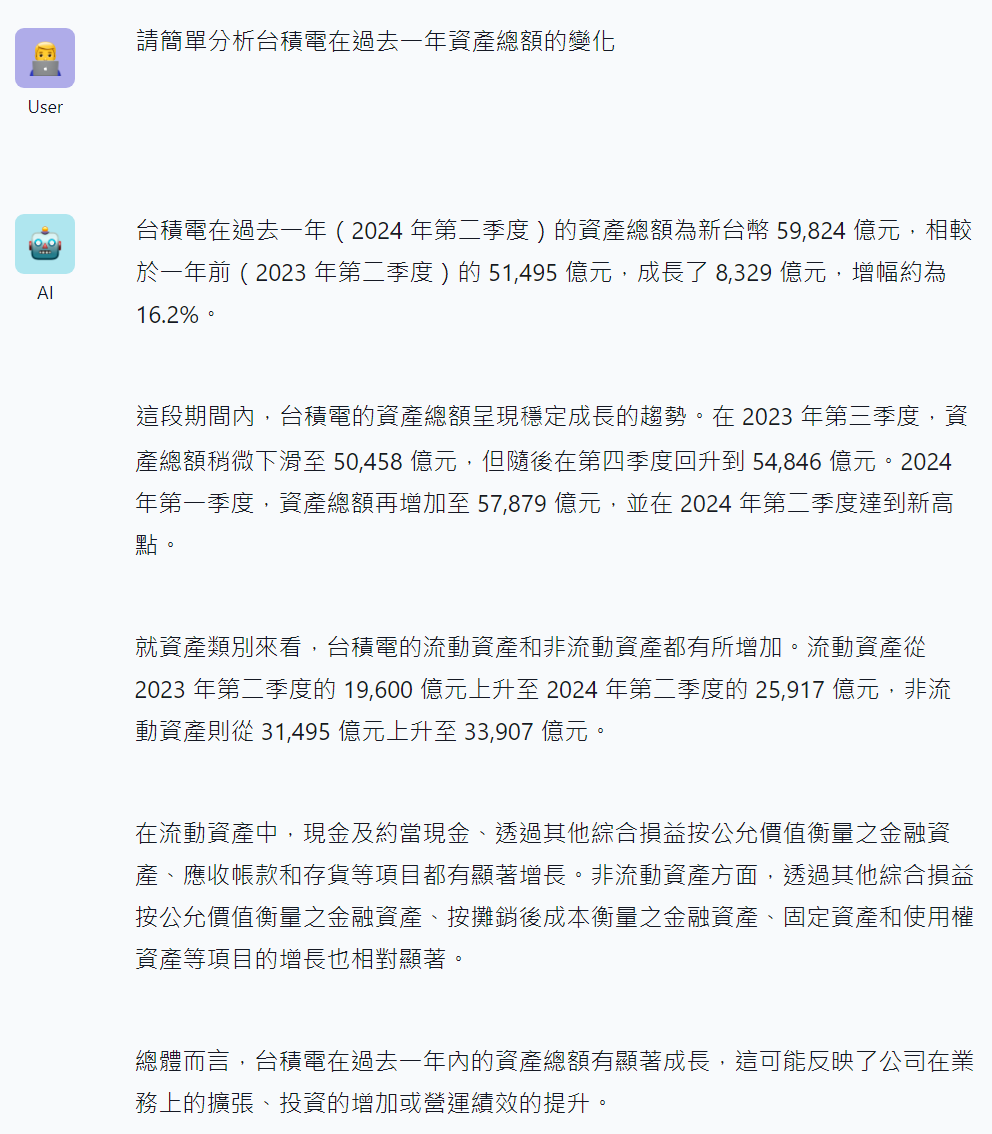 請簡單分析台積電在過去一年資產總額的變化
User
台積電在過去一年（2024 年第二季度）的資產總額為新台幣 59,824 億元，相較
於一年前（2023 年第二季度）的 51,495 億元，成長了 8,329 億元，增幅約為
16.2%。
AI
這段期間內，台積電的資產總額呈現穩定成長的趨勢。在 2023 年第三季度，資
產總額稍微下滑至 50,458 億元，但隨後在第四季度回升到 54,846 億元。2024
年第一季度，資產總額再增加至 57,879 億元，並在 2024 年第二季度達到新高
點。
就資產類別來看，台積電的流動資產和非流動資產都有所增加。流動資產從
2023 年第二季度的 19,600 億元上升至 2024 年第二季度的 25,917 億元，非流
動資產則從 31,495 億元上升至 33,907 億元。
在流動資產中，現金及約當現金、透過其他綜合損益按公允價值衡量之金融資
產、應收帳款和存貨等項目都有顯著增長。非流動資產方面，透過其他綜合損益
按公允價值衡量之金融資產、按攤銷後成本衡量之金融資產、固定資產和使用權
資產等項目的增長也相對顯著。
總體而言，台積電在過去一年內的資產總額有顯著成長，這可能反映了公司在業
務上的擴張、投資的增加或營運績效的提升。